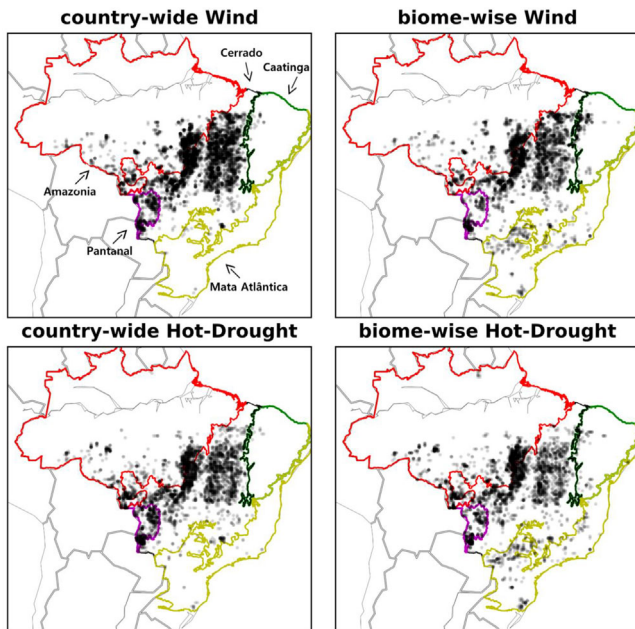 country-wide Wind
biome-wise Wind
Cerrado
Caatinga
Amazonia
Pantanal
Mata Atlântica
country-wide Hot-Drought
biome-wise Hot-Drought